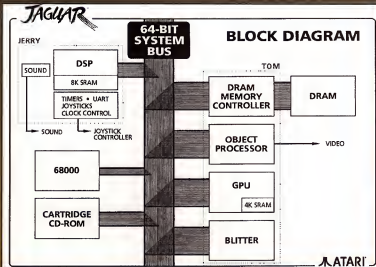 JAGUAR
64-BIT
SYSTEM
BUS
BLOCK DIAGRAM
JERRY
SOUND
DSP
8K SRAM
TIMERS • UART
JOYSTICKS
CLOCK CONTROL
SOUND
JOYSTICK
CONTROLLER
68000
CARTRIDGE
CD-ROM
TOM
DRAM
MEMORY
CONTROLLER
DRAM
OBJECT
PROCESSOR
VIDEO
GPU
4K SRAM
BLITTER
ATARI